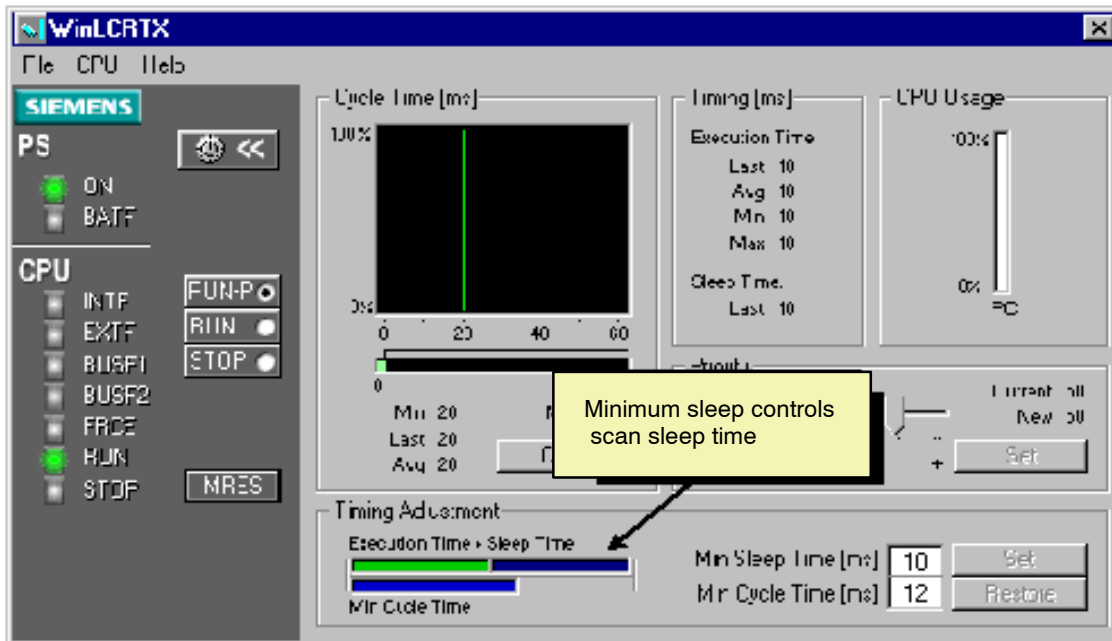 WinLCRTX
File CPU Help
SIEMENS
PS
<<
ON
BATF
CPU
INTF
EXTF
BUSF1
BUSF2
FRCE
RUN
STOP
RUN-P
RUN
STOP
MRES
Cycle Time [ms]
100%
0%
0 20 40 60
0
Min 20
Last 20
Avg 20
Timing [ms]
Execution Time
Last 10
Avg 10
Min 10
Max 10
Sleep Time:
Last 10
CPU Usage
100%
0%
PC
Priority
Current 50
New 50
+
Set
Minimum sleep controls
scan sleep time
Timing Adjustment
Execution Time + Sleep Time
Min Cycle Time
Min Sleep Time [ms] 10 Set
Min Cycle Time [ms] 12 Restore